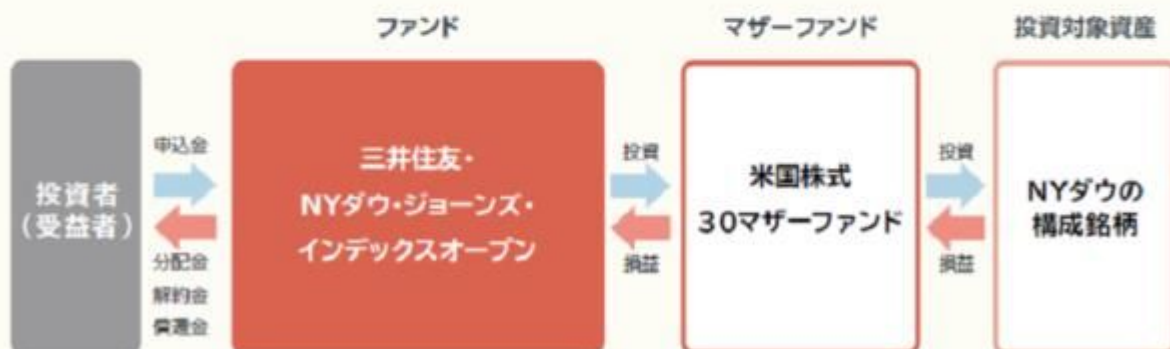 ファンド
マザーファンド
投資対象資産
投資者
(受益者)
申込金
分配金
解約金
償還金
三井住友・
NYダウ・ジョーンズ・
インデックスオープン
投資
損益
米国株式
30マザーファンド
投資
損益
NYダウの
構成銘柄